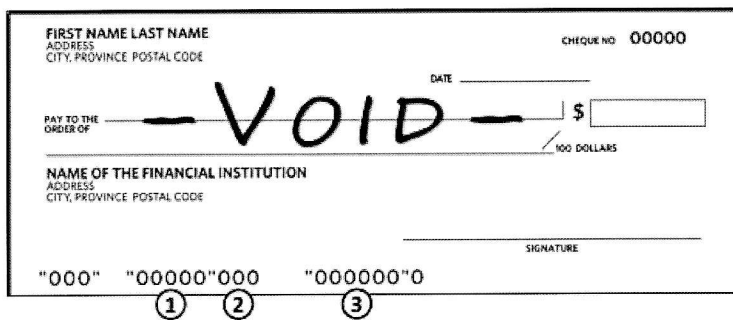 FIRST NAME LAST NAME
ADDRESS
CITY, PROVINCE POSTAL CODE
CHEQUE NO 00000
DATE
PAY TO THE
ORDER OF
- VOID -
$
100 DOLLARS
NAME OF THE FINANCIAL INSTITUTION
ADDRESS
CITY, PROVINCE POSTAL CODE
SIGNATURE
"000" "00000"000 "000000"0
1 2 3